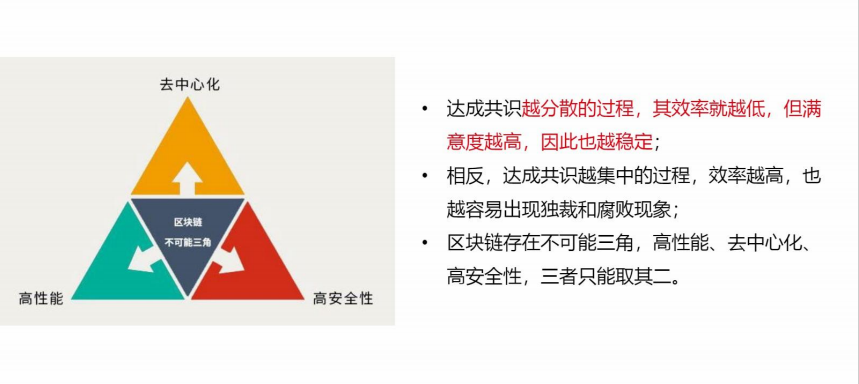 去中心化
区块链
不可能三角
高性能
高安全性
• 达成共识越分散的过程，其效率就越低，但满
意度越高，因此也越稳定；
• 相反，达成共识越集中的过程，效率越高，也
越容易出现独裁和腐败现象；
• 区块链存在不可能三角，高性能、去中心化、
高安全性，三者只能取其二。